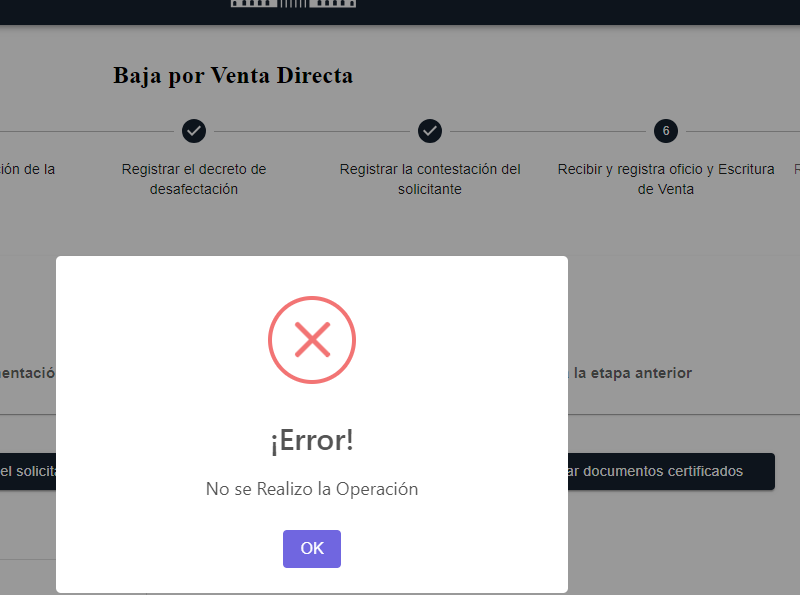 Baja por Venta Directa
6
ión de la
Registrar el decreto de
desafectación
Registrar la contestación del
solicitante
Recibir y registra oficio y Escritura
de Venta
R
nentació
la etapa anterior
el solicita
ar documentos certificados
¡Error!
No se Realizo la Operación
OK